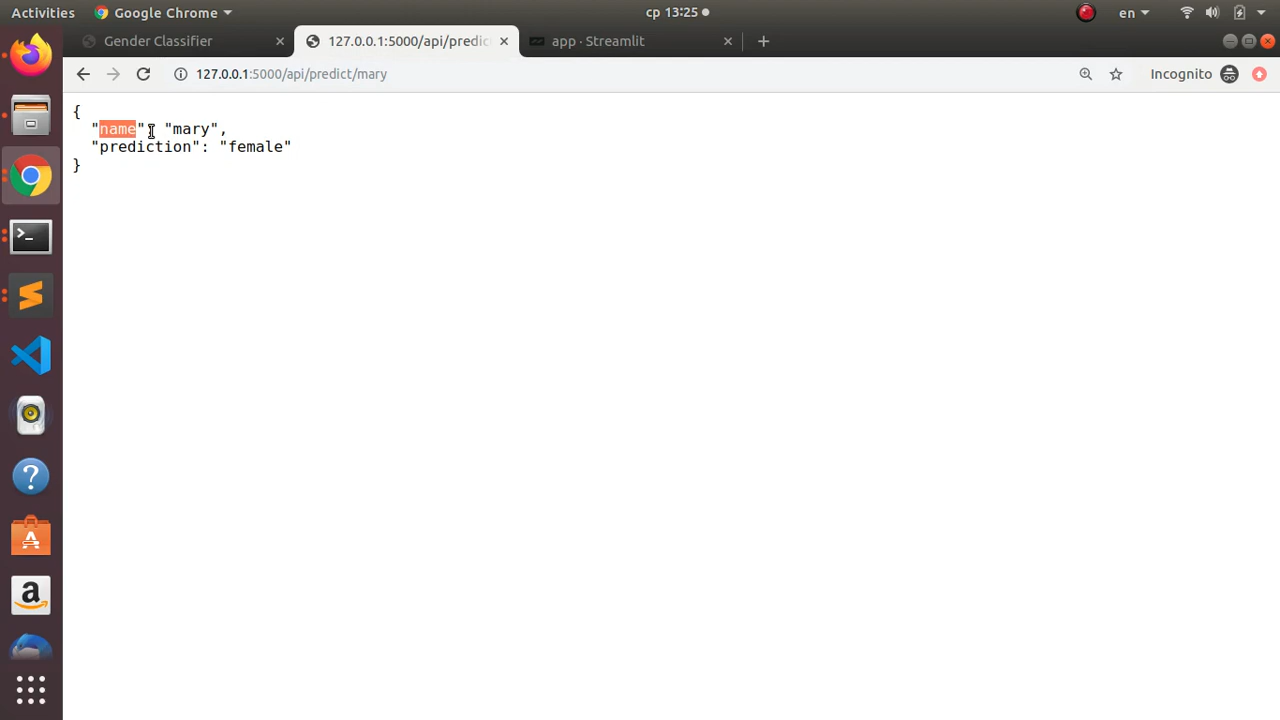 Activities Google Chrome ср 13:25 en
Gender Classifier 127.0.0.1:5000/api/predic app · Streamlit
127.0.0.1:5000/api/predict/mary Incognito
{
"name": "mary",
"prediction": "female"
}